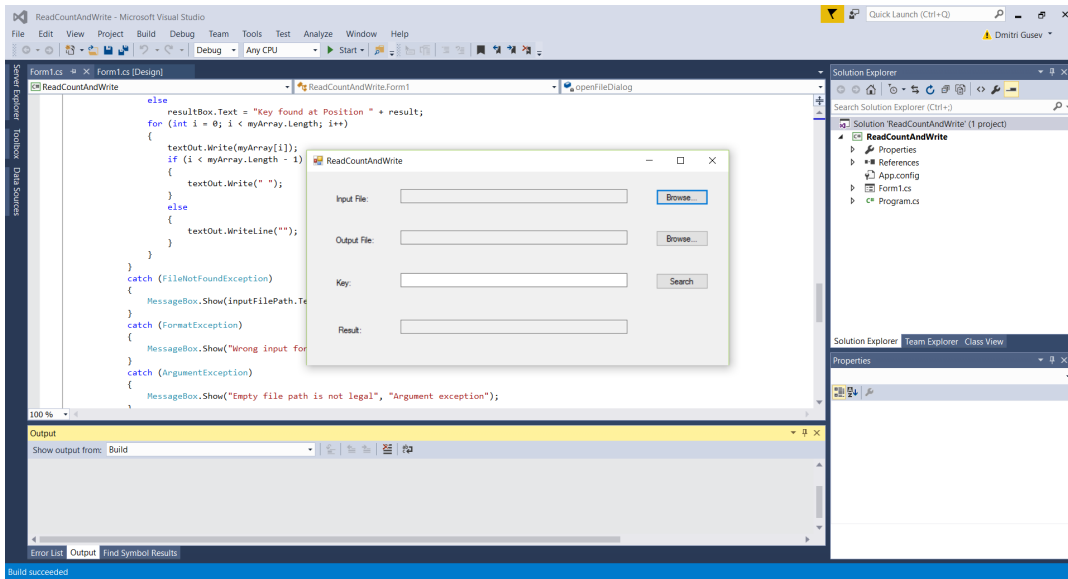 ReadCountAndWrite - Microsoft Visual Studio
Quick Launch (Ctrl+Q)
File Edit View Project Build Debug Team Tools Test Analyze Window Help
Dmitri Gusev
Debug Any CPU Start
Server Explorer
Toolbox
Data Sources
Form1.cs Form1.cs [Design]
ReadCountAndWrite ReadCountAndWrite.Form1 openFileDialog
else
resultBox.Text = "Key found at Position " + result;
for (int i = 0; i < myArray.Length; i++)
{
textOut.Write(myArray[i]);
if (i < myArray.Length - 1)
{
textOut.Write(" ");
}
else
{
textOut.WriteLine("");
}
}
}
catch (FileNotFoundException)
{
MessageBox.Show(inputFilePath.Te
}
catch (FormatException)
{
MessageBox.Show("Wrong input for
}
catch (ArgumentException)
{
MessageBox.Show("Empty file path is not legal", "Argument exception");
}
100 %
ReadCountAndWrite
Input File: Browse...
Output File: Browse...
Key: Search
Result:
Solution Explorer
Search Solution Explorer (Ctrl+;)
Solution 'ReadCountAndWrite' (1 project)
ReadCountAndWrite
Properties
References
App.config
Form1.cs
Program.cs
Solution Explorer Team Explorer Class View
Properties
Output
Show output from: Build
Error List Output Find Symbol Results
Build succeeded